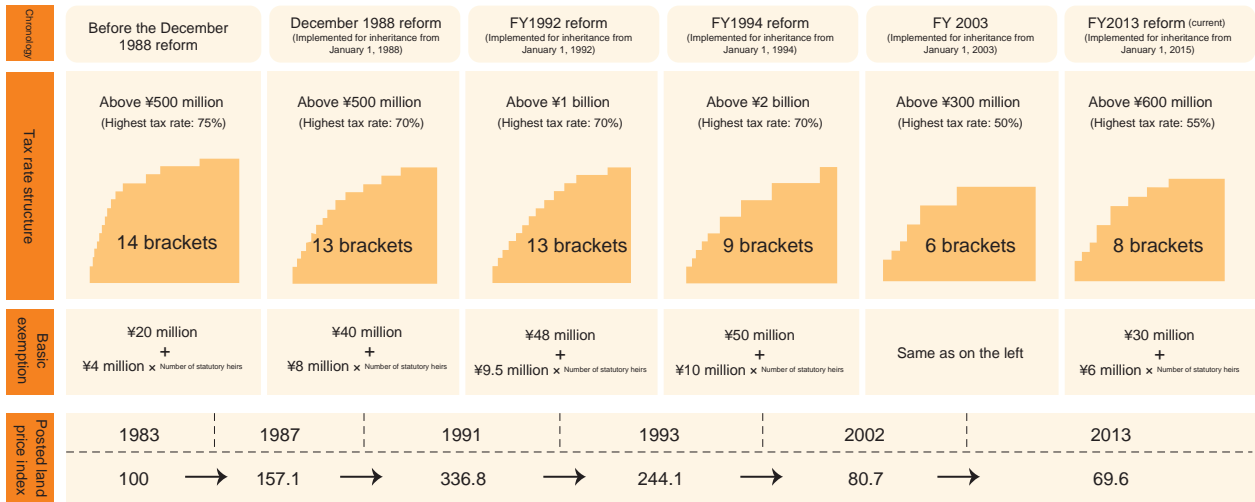 Chronology
Before the December
1988 reform
December 1988 reform
(Implemented for inheritance from
January 1, 1988)
FY1992 reform
(Implemented for inheritance from
January 1, 1992)
FY1994 reform
(Implemented for inheritance from
January 1, 1994)
FY 2003
(Implemented for inheritance from
January 1, 2003)
FY2013 reform (current)
(Implemented for inheritance from
January 1, 2015)
Tax rate structure
Above ¥500 million
(Highest tax rate: 75%)
14 brackets
Above ¥500 million
(Highest tax rate: 70%)
13 brackets
Above ¥1 billion
(Highest tax rate: 70%)
13 brackets
Above ¥2 billion
(Highest tax rate: 70%)
9 brackets
Above ¥300 million
(Highest tax rate: 50%)
6 brackets
Above ¥600 million
(Highest tax rate: 55%)
8 brackets
Basic
exemption
¥20 million
+
¥4 million × Number of statutory heirs
¥40 million
+
¥8 million × Number of statutory heirs
¥48 million
+
¥9.5 million × Number of statutory heirs
¥50 million
+
¥10 million × Number of statutory heirs
Same as on the left
¥30 million
+
¥6 million × Number of statutory heirs
Posted land
price index
1983 1987 1991 1993 2002 2013
100 → 157.1 → 336.8 → 244.1 → 80.7 → 69.6